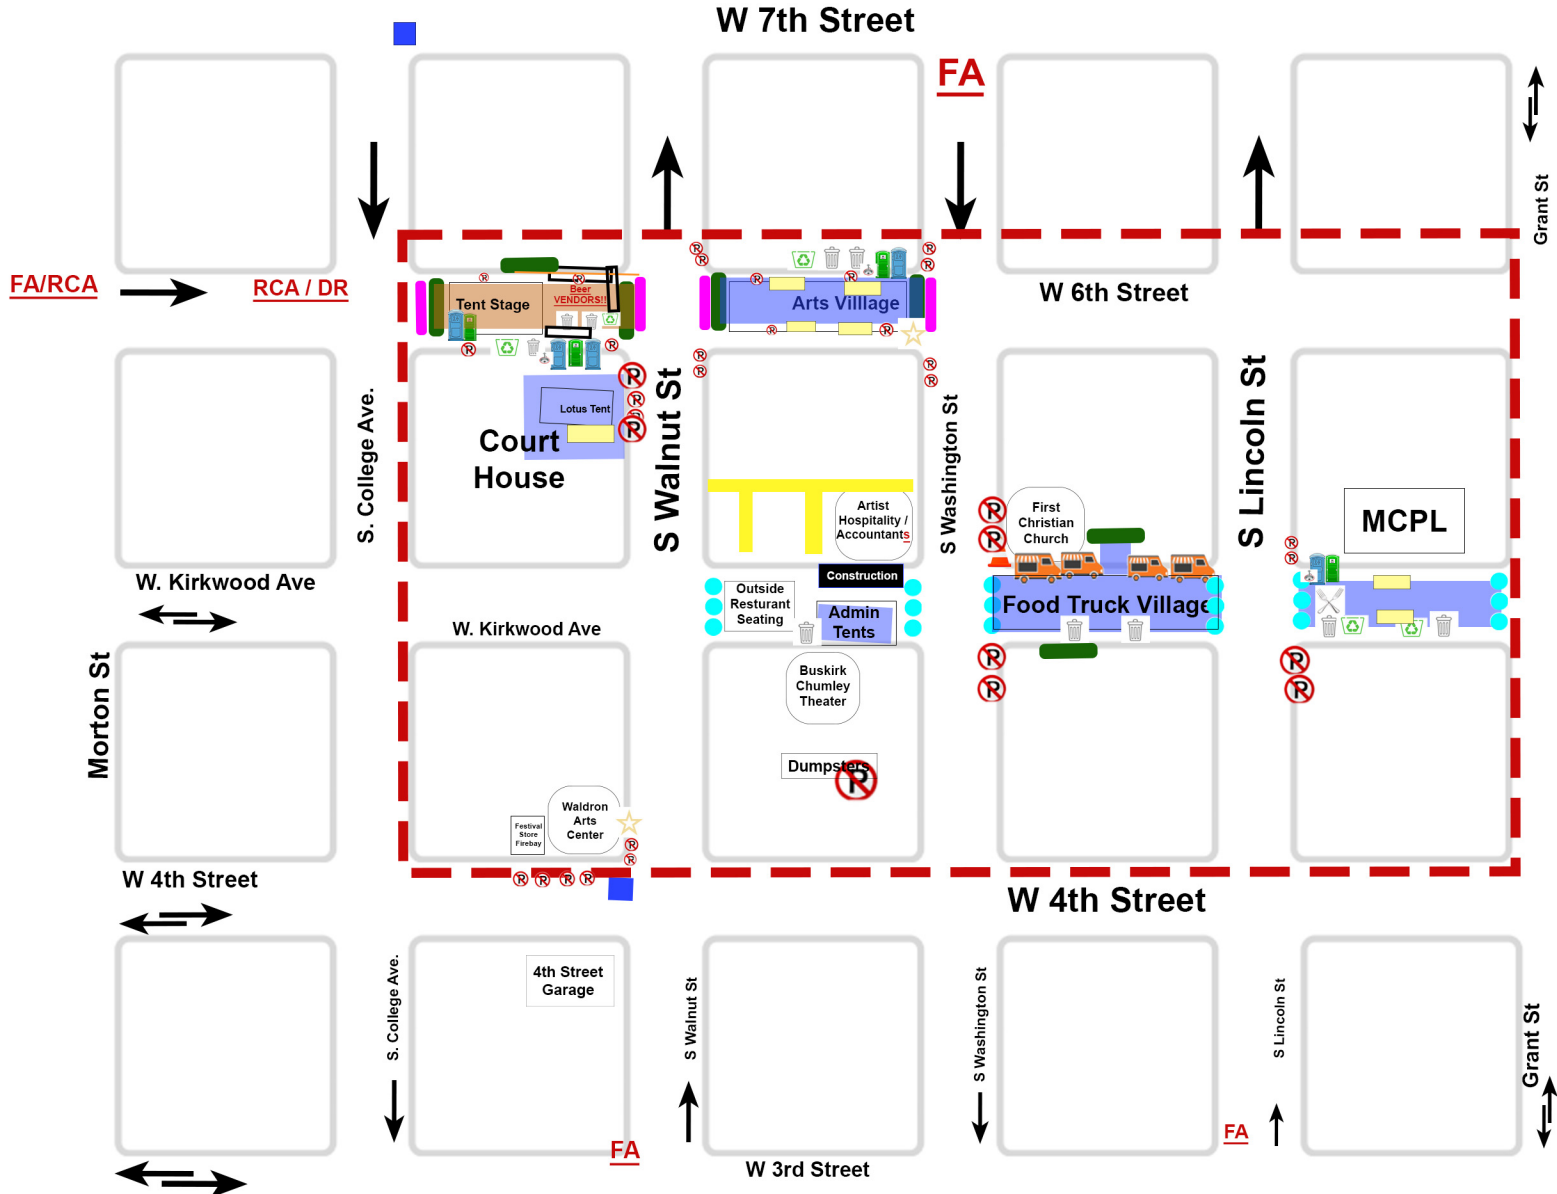 W 7th Street
FA
Grant St
FA/RCA
RCA / DR
Tent Stage
Beer
VENDORS!!
Arts Villlage
W 6th Street
Lotus Tent
Court
House
S. College Ave.
S Walnut St
S Washington St
S Lincoln St
Artist
Hospitality /
Accountants
First
Christian
Church
MCPL
W. Kirkwood Ave
Construction
Outside
Resturant
Seating
Admin
Tents
Food Truck Village
W. Kirkwood Ave
Morton St
Buskirk
Chumley
Theater
Dumpsters
Waldron
Arts
Center
Festival
Store
Firebay
W 4th Street
W 4th Street
4th Street
Garage
S. College Ave.
S Walnut St
S Washington St
S Lincoln St
Grant St
FA
FA
W 3rd Street